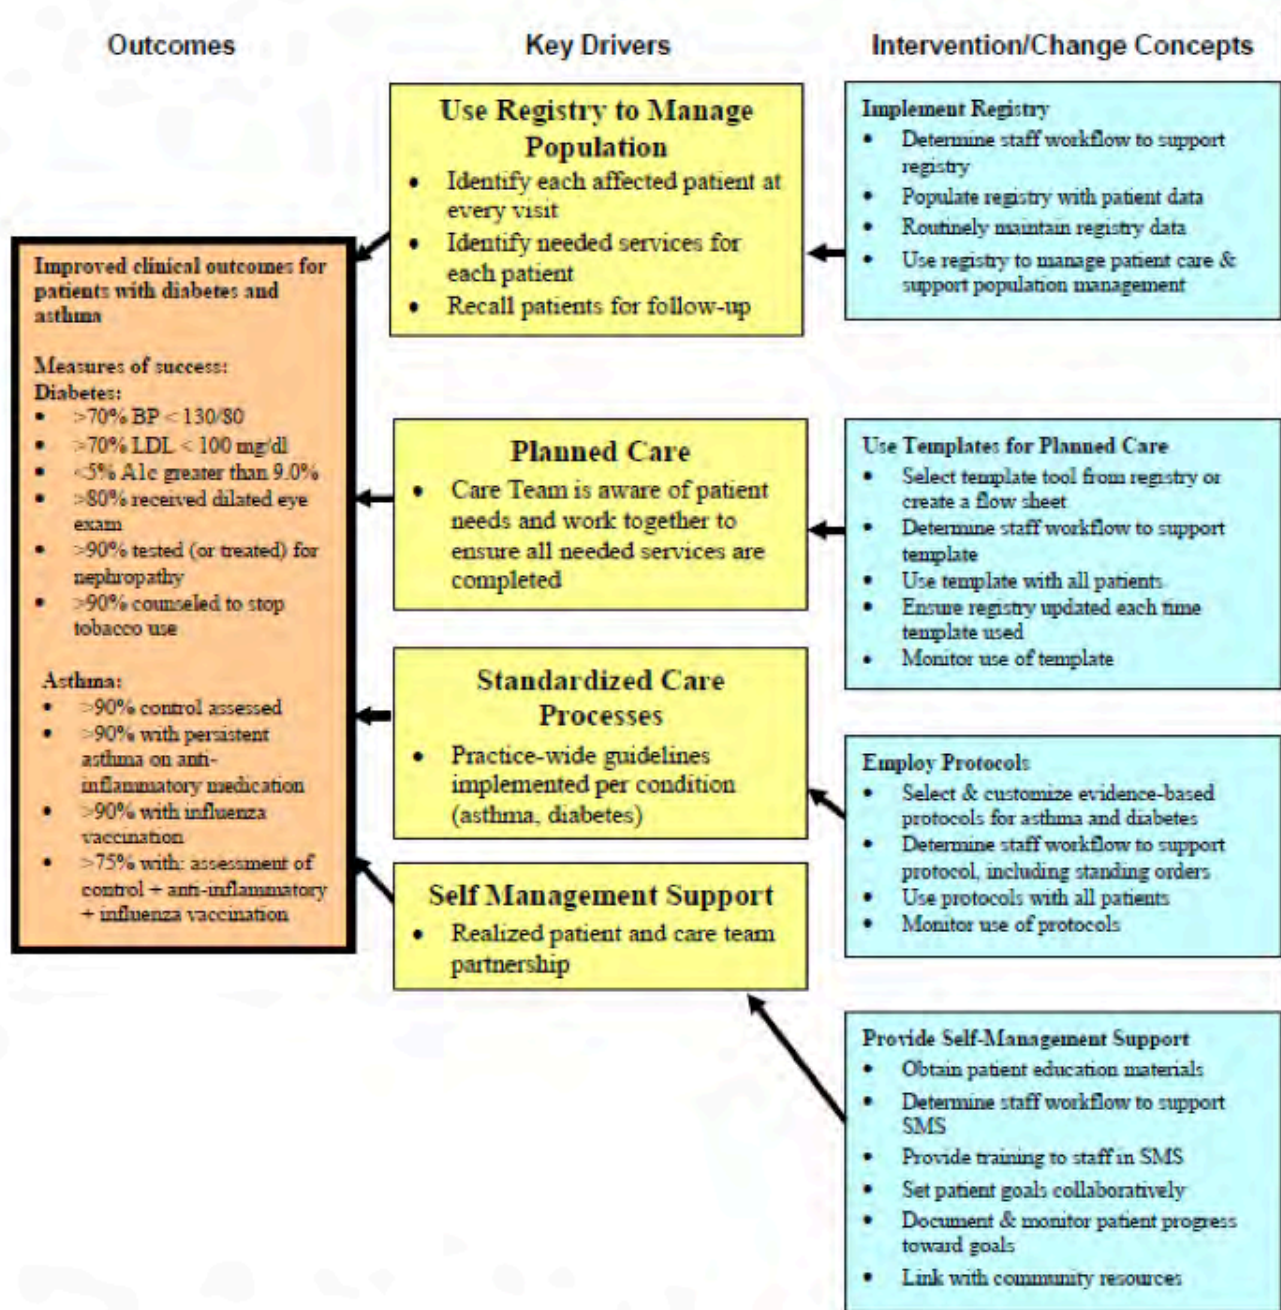 Outcomes
Key Drivers
Intervention/Change Concepts
Improved clinical outcomes for
patients with diabetes and
asthma
Measures of success:
Diabetes:
• >70% BP < 130/80
• >70% LDL < 100 mg/dl
• <5% A1c greater than 9.0%
• >80% received dilated eye
exam
• >90% tested (or treated) for
nephropathy
• >90% counseled to stop
tobacco use
Asthma:
• >90% control assessed
• >90% with persistent
asthma on anti-
inflammatory medication
• >90% with influenza
vaccination
• >75% with: assessment of
control + anti-inflammatory
+ influenza vaccination
Use Registry to Manage
Population
• Identify each affected patient at
every visit
• Identify needed services for
each patient
• Recall patients for follow-up
Planned Care
• Care Team is aware of patient
needs and work together to
ensure all needed services are
completed
Standardized Care
Processes
• Practice-wide guidelines
implemented per condition
(asthma, diabetes)
Self Management Support
• Realized patient and care team
partnership
Implement Registry
• Determine staff workflow to support
registry
• Populate registry with patient data
• Routinely maintain registry data
• Use registry to manage patient care &
support population management
Use Templates for Planned Care
• Select template tool from registry or
create a flow sheet
• Determine staff workflow to support
template
• Use template with all patients
• Ensure registry updated each time
template used
• Monitor use of template
Employ Protocols
• Select & customize evidence-based
protocols for asthma and diabetes
• Determine staff workflow to support
protocol, including standing orders
• Use protocols with all patients
• Monitor use of protocols
Provide Self-Management Support
• Obtain patient education materials
• Determine staff workflow to support
SMS
• Provide training to staff in SMS
• Set patient goals collaboratively
• Document & monitor patient progress
toward goals
• Link with community resources